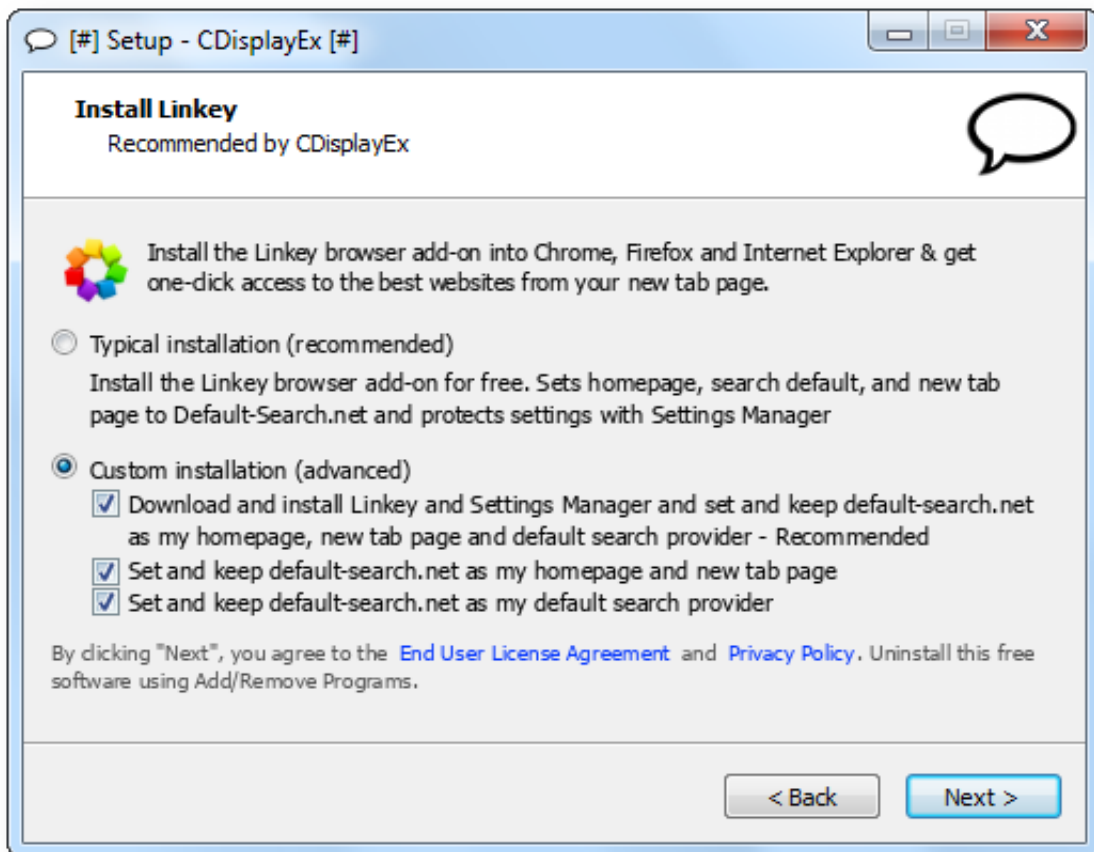 [#] Setup - CDisplayEx [#]
Install Linkey
Recommended by CDisplayEx
Install the Linkey browser add-on into Chrome, Firefox and Internet Explorer & get
one-click access to the best websites from your new tab page.
Typical installation (recommended)
Install the Linkey browser add-on for free. Sets homepage, search default, and new tab
page to Default-Search.net and protects settings with Settings Manager
Custom installation (advanced)
Download and install Linkey and Settings Manager and set and keep default-search.net
as my homepage, new tab page and default search provider - Recommended
Set and keep default-search.net as my homepage and new tab page
Set and keep default-search.net as my default search provider
By clicking "Next", you agree to the End User License Agreement and Privacy Policy. Uninstall this free
software using Add/Remove Programs.
< Back Next >